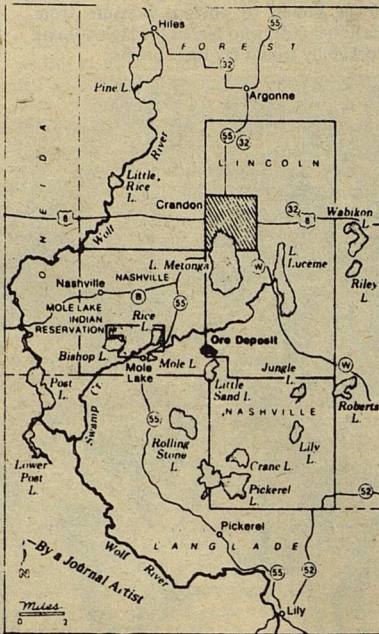 Hiles
55
FOREST
32
Pine L.
Argonne
55
32
River
ONEIDA
LINCOLN
Little
Rice
L.
Crandon
32
8
8
Wabikon
L.
Wolf
L. Metonga
W
L.
Luceme
Riley
L.
Nashville
NASHVILLE
B
55
MOLE LAKE
INDIAN
RESERVATION
Rice
L.
Ore Deposit
Bishop L.
Mole L.
Mole
Lake
Jungle
L.
W
Post
L.
Swamp Cr.
Little
Sand L.
NASHVILLE
Roberts
L.
55
Rolling
Stone
L.
Lily
L.
Lower
Post
L.
Crane L.
Pickerel
L.
52
Pickerel
—By a Journal Artist
Wolf
River
LANGLADE
N
55
52
Miles
0
Lily